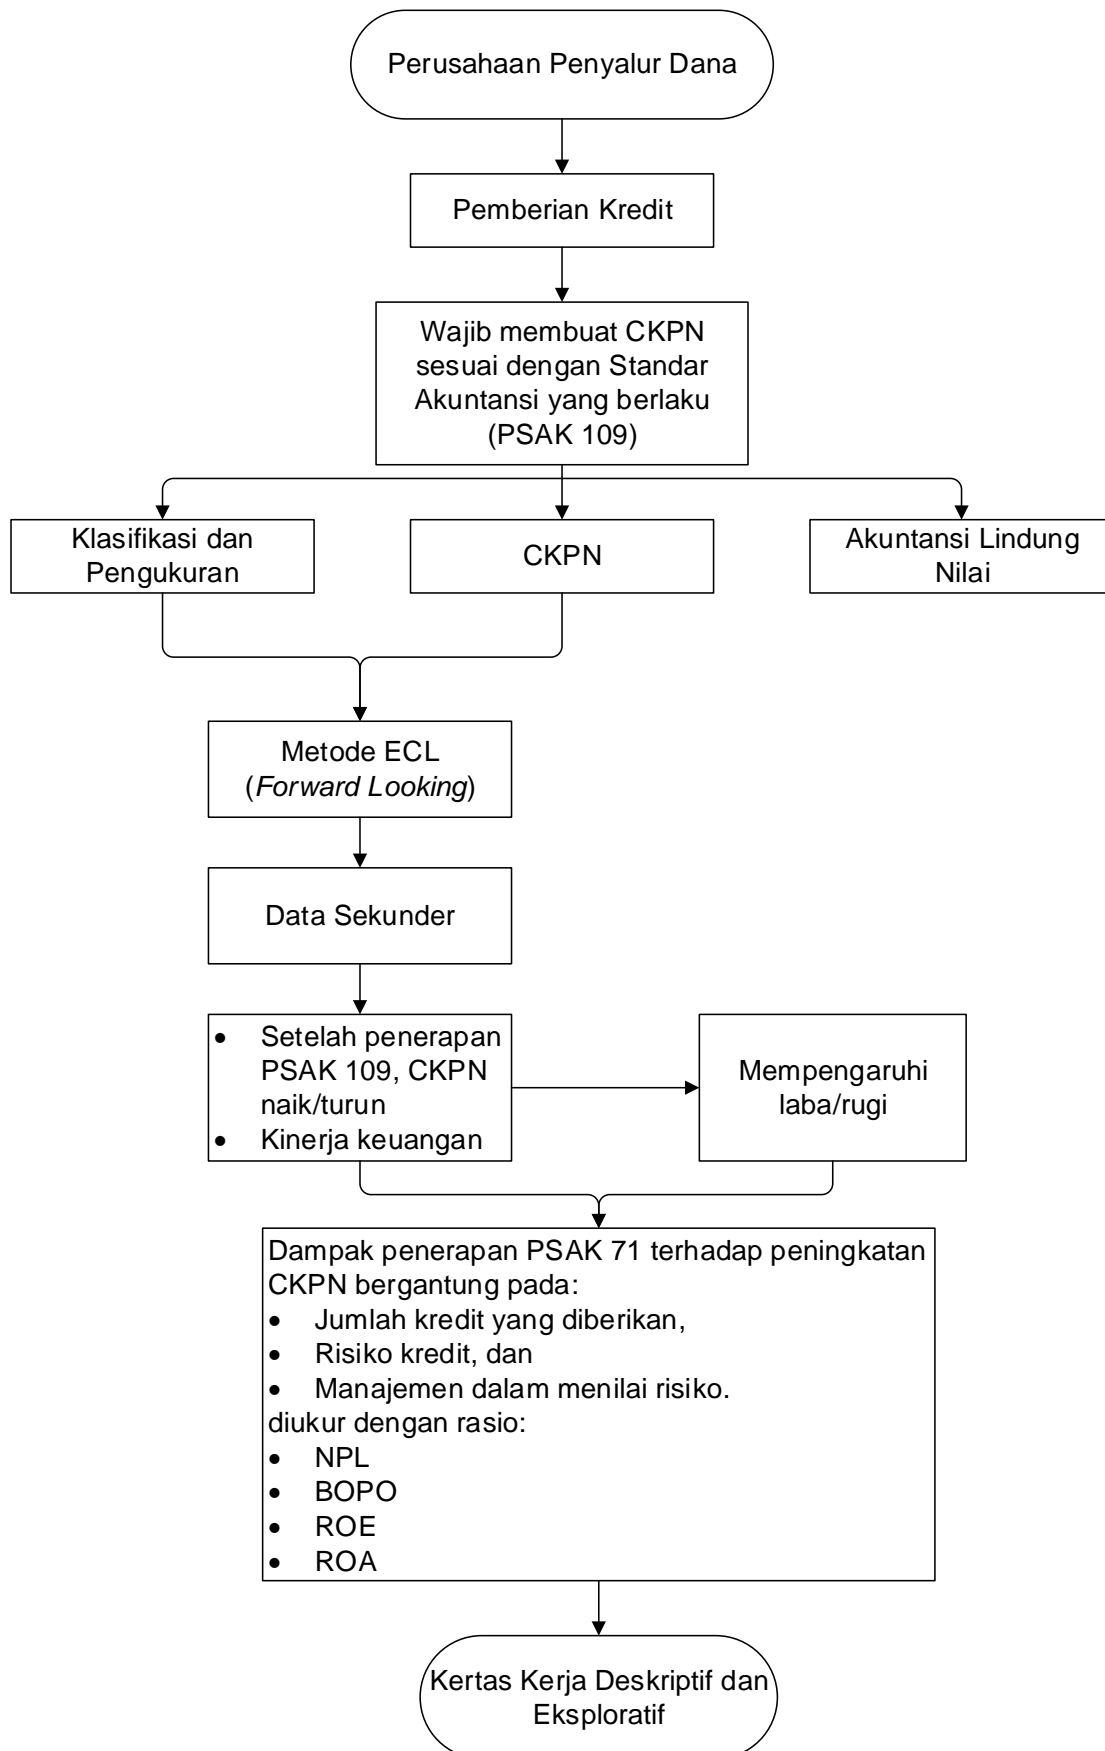 Perusahaan Penyalur Dana
Pemberian Kredit
Wajib membuat CKPN
sesuai dengan Standar
Akuntansi yang berlaku
(PSAK 109)
Klasifikasi dan
Pengukuran
CKPN
Akuntansi Lindung
Nilai
Metode ECL
(Forward Looking)
Data Sekunder
• Setelah penerapan
PSAK 109, CKPN
naik/turun
• Kinerja keuangan
Mempengaruhi
laba/rugi
Dampak penerapan PSAK 71 terhadap peningkatan
CKPN bergantung pada:
• Jumlah kredit yang diberikan,
• Risiko kredit, dan
• Manajemen dalam menilai risiko.
diukur dengan rasio:
• NPL
• BOPO
• ROE
• ROA
Kertas Kerja Deskriptif dan
Eksploratif